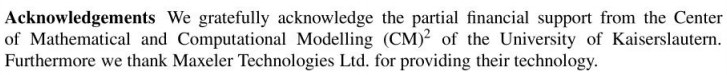 Acknowledgements We gratefully acknowledge the partial financial support from the Center
of Mathematical and Computational Modelling (CM)² of the University of Kaiserslautern.
Furthermore we thank Maxeler Technologies Ltd. for providing their technology.